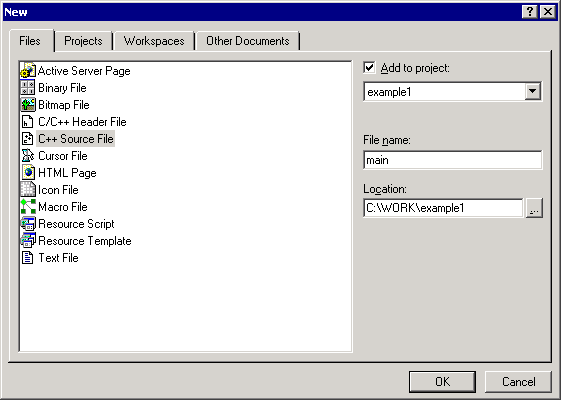 New
Files Projects Workspaces Other Documents
Active Server Page
Binary File
Bitmap File
C/C++ Header File
C++ Source File
Cursor File
HTML Page
Icon File
Macro File
Resource Script
Resource Template
Text File
Add to project:
example1
File name:
main
Location:
C:\WORK\example1
...
OK Cancel